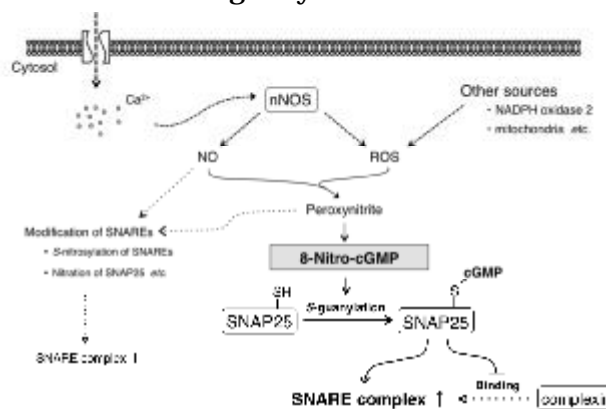 Cytosol
Ca²⁺
nNOS
Other sources
• NADPH oxidase 2
• mitochondria etc.
NO
ROS
Peroxynitrite
Modification of SNAREs
• S-nitrosylation of SNAREs
• Nitration of SNAP25 etc
8-Nitro-cGMP
SH
SNAP25
S-guanylation
cGMP
S
SNAP25
SNARE complex
SNARE complex ↑
Binding
complexin